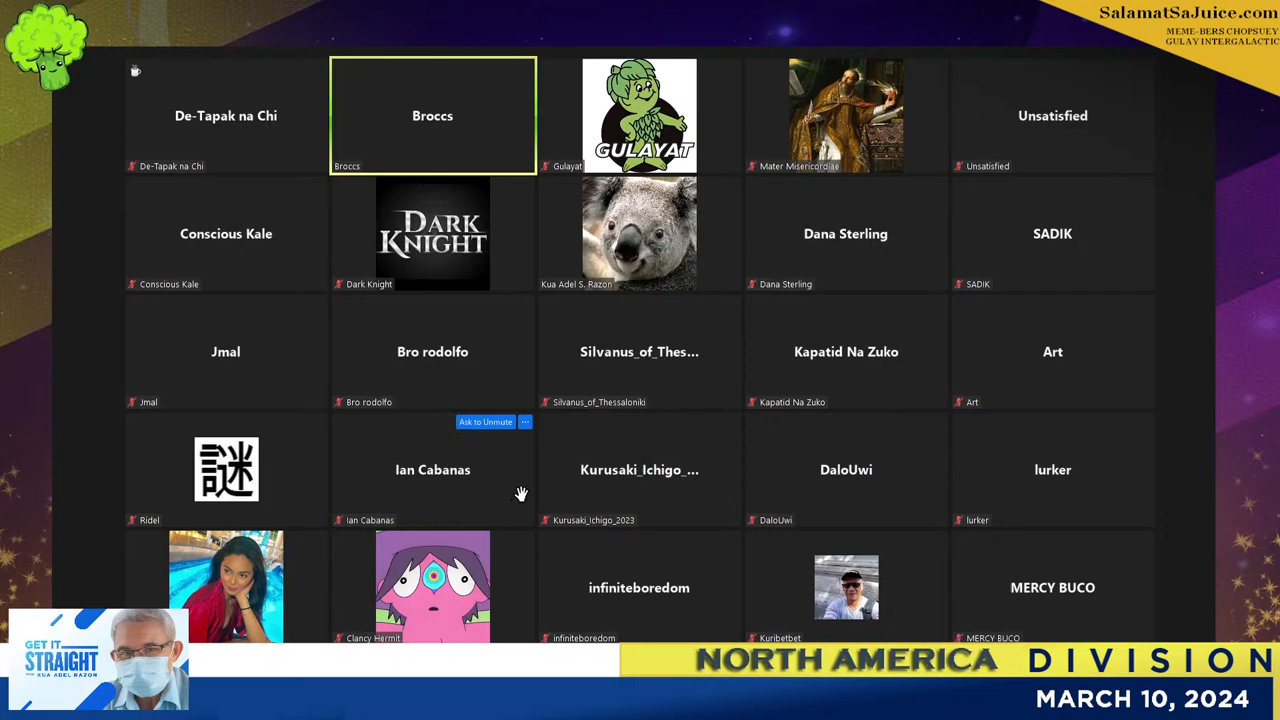 SalamatSaJuice.com
MEME-BERS CHOPSUEY
GULAY INTERGALACTIC
De-Tapak na Chi
De-Tapak na Chi
Broccs
Broccs
GULAYAT
Gulayat
Mater Misericordiae
Unsatisfied
Unsatisfied
Conscious Kale
Conscious Kale
DARK
KNIGHT
Dark Knight
Kua Adel S. Razon
Dana Sterling
Dana Sterling
SADIK
SADIK
Jmal
Jmal
Bro rodolfo
Bro rodolfo
Silvanus_of_Thes...
Silvanus_of_Thessaloniki
Kapatid Na Zuko
Kapatid Na Zuko
Art
Art
謎
Ridel
Ask to Unmute
Ian Cabanas
Ian Cabanas
Kurusaki_Ichigo_...
Kurusaki_Ichigo_2023
DaloUwi
DaloUwi
lurker
lurker
Clancy Hermit
infiniteboredom
infiniteboredom
Kuribetbet
MERCY BUCO
MERCY BUCO
GET IT
STRAIGHT
KUA ADEL RAZON
NORTH AMERICA DIVISION
MARCH 10, 2024